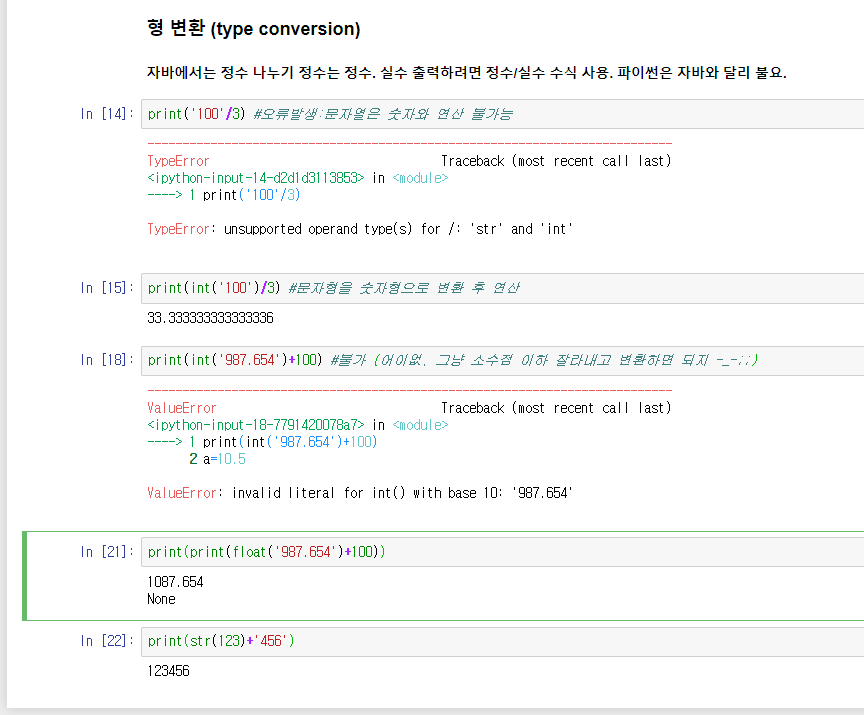 형 변환 (type conversion)
자바에서는 정수 나누기 정수는 정수. 실수 출력하려면 정수/실수 수식 사용. 파이썬은 자바와 달리 불요.
In [14]: print('100'/3) #오류발생:문자열은 숫자와 연산 불가능
---------------------------------------------------------------------------
TypeError Traceback (most recent call last)
<ipython-input-14-d2d1d3113853> in <module>
----> 1 print('100'/3)
TypeError: unsupported operand type(s) for /: 'str' and 'int'
In [15]: print(int('100')/3) #문자형을 숫자형으로 변환 후 연산
33.333333333333336
In [18]: print(int('987.654')+100) #불가 (어이없. 그냥 소수점 이하 잘라내고 변환하면 되지 -_-;;)
---------------------------------------------------------------------------
ValueError Traceback (most recent call last)
<ipython-input-18-7791420078a7> in <module>
----> 1 print(int('987.654')+100)
2 a=10.5
ValueError: invalid literal for int() with base 10: '987.654'
In [21]: print(print(float('987.654')+100))
1087.654
None
In [22]: print(str(123)+'456')
123456